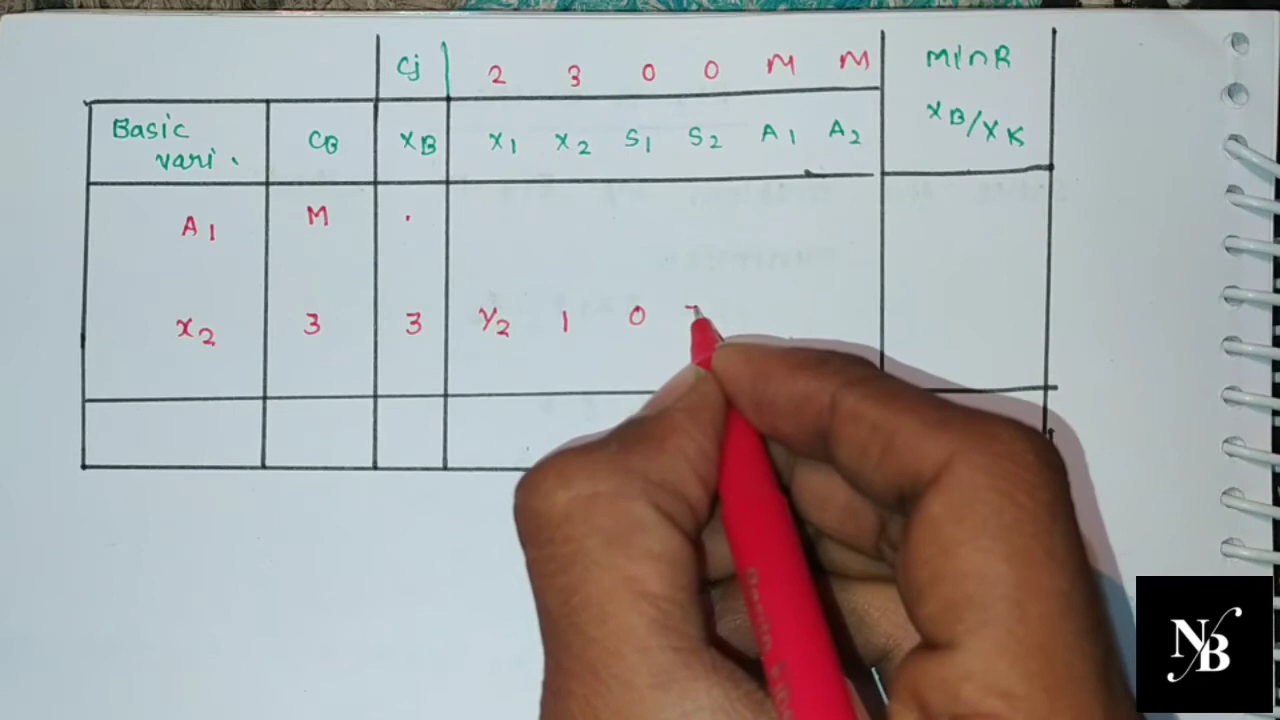 Cj 2 3 0 0 M M MinR
Basic vari. CB XB x1 x2 S1 S2 A1 A2 XB/XK
A1 M
x2 3 3 1/2 1 0
NB